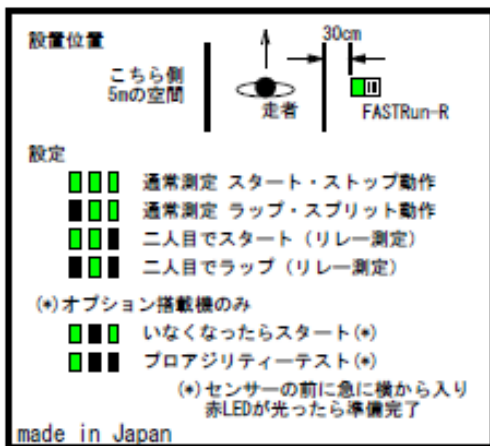 設置位置
30cm
こちら側
5mの空間
走者
FASTRun-R
設定
通常測定 スタート・ストップ動作
通常測定 ラップ・スプリット動作
二人目でスタート（リレー測定）
二人目でラップ（リレー測定）
(*)オプション搭載機のみ
いなくなったらスタート(*)
プロアジリティーテスト(*)
(*)センサーの前に急に横から入り
赤LEDが光ったら準備完了
made in Japan